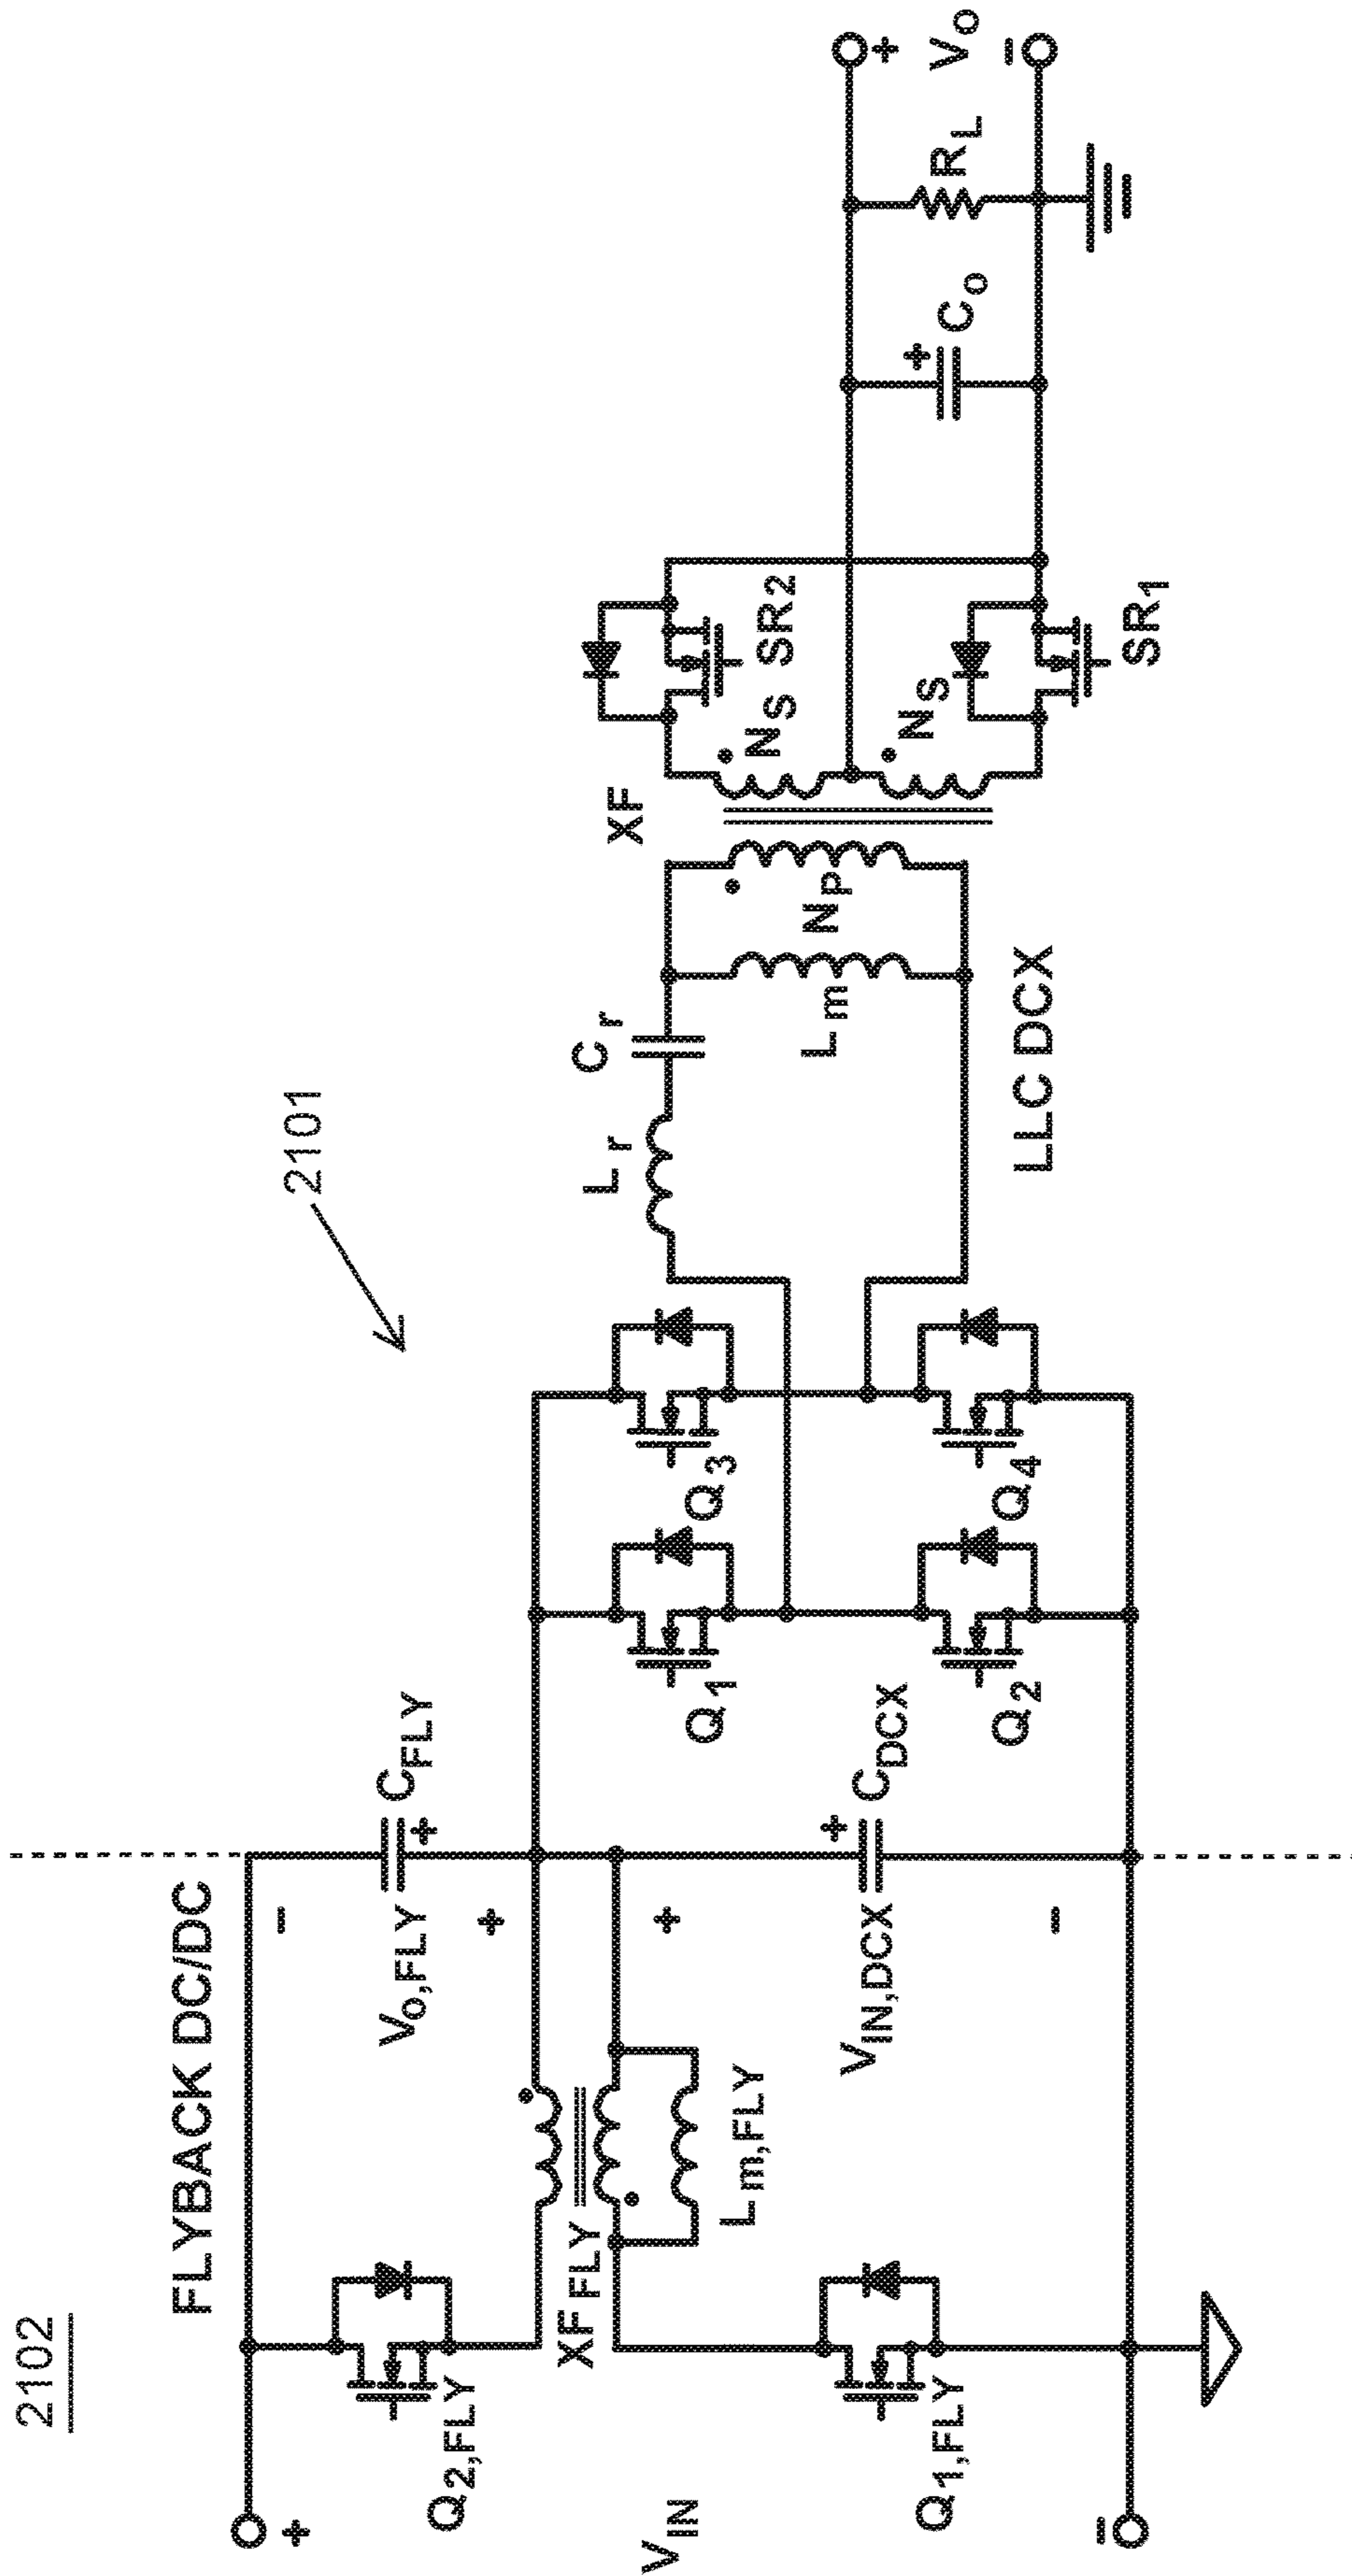 2102
FLYBACK DC/DC
2101
Q2,FLY
VIN
Q1,FLY
XFFLY
Lm,FLY
Vo,FLY
CFLY
VIN,DCX
CDCX
Q1
Q3
Q2
Q4
Lr
Cr
Lm
NP
XF
LLC DCX
NS
SR2
NS
SR1
Co
RL
Vo